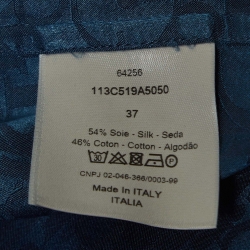 64256
113C519A5050
37
54% Soie - Silk - Seda
46% Coton - Cotton - Algodão
CNPJ 02-046-366/0003-99
Made In ITALY
ITALIA